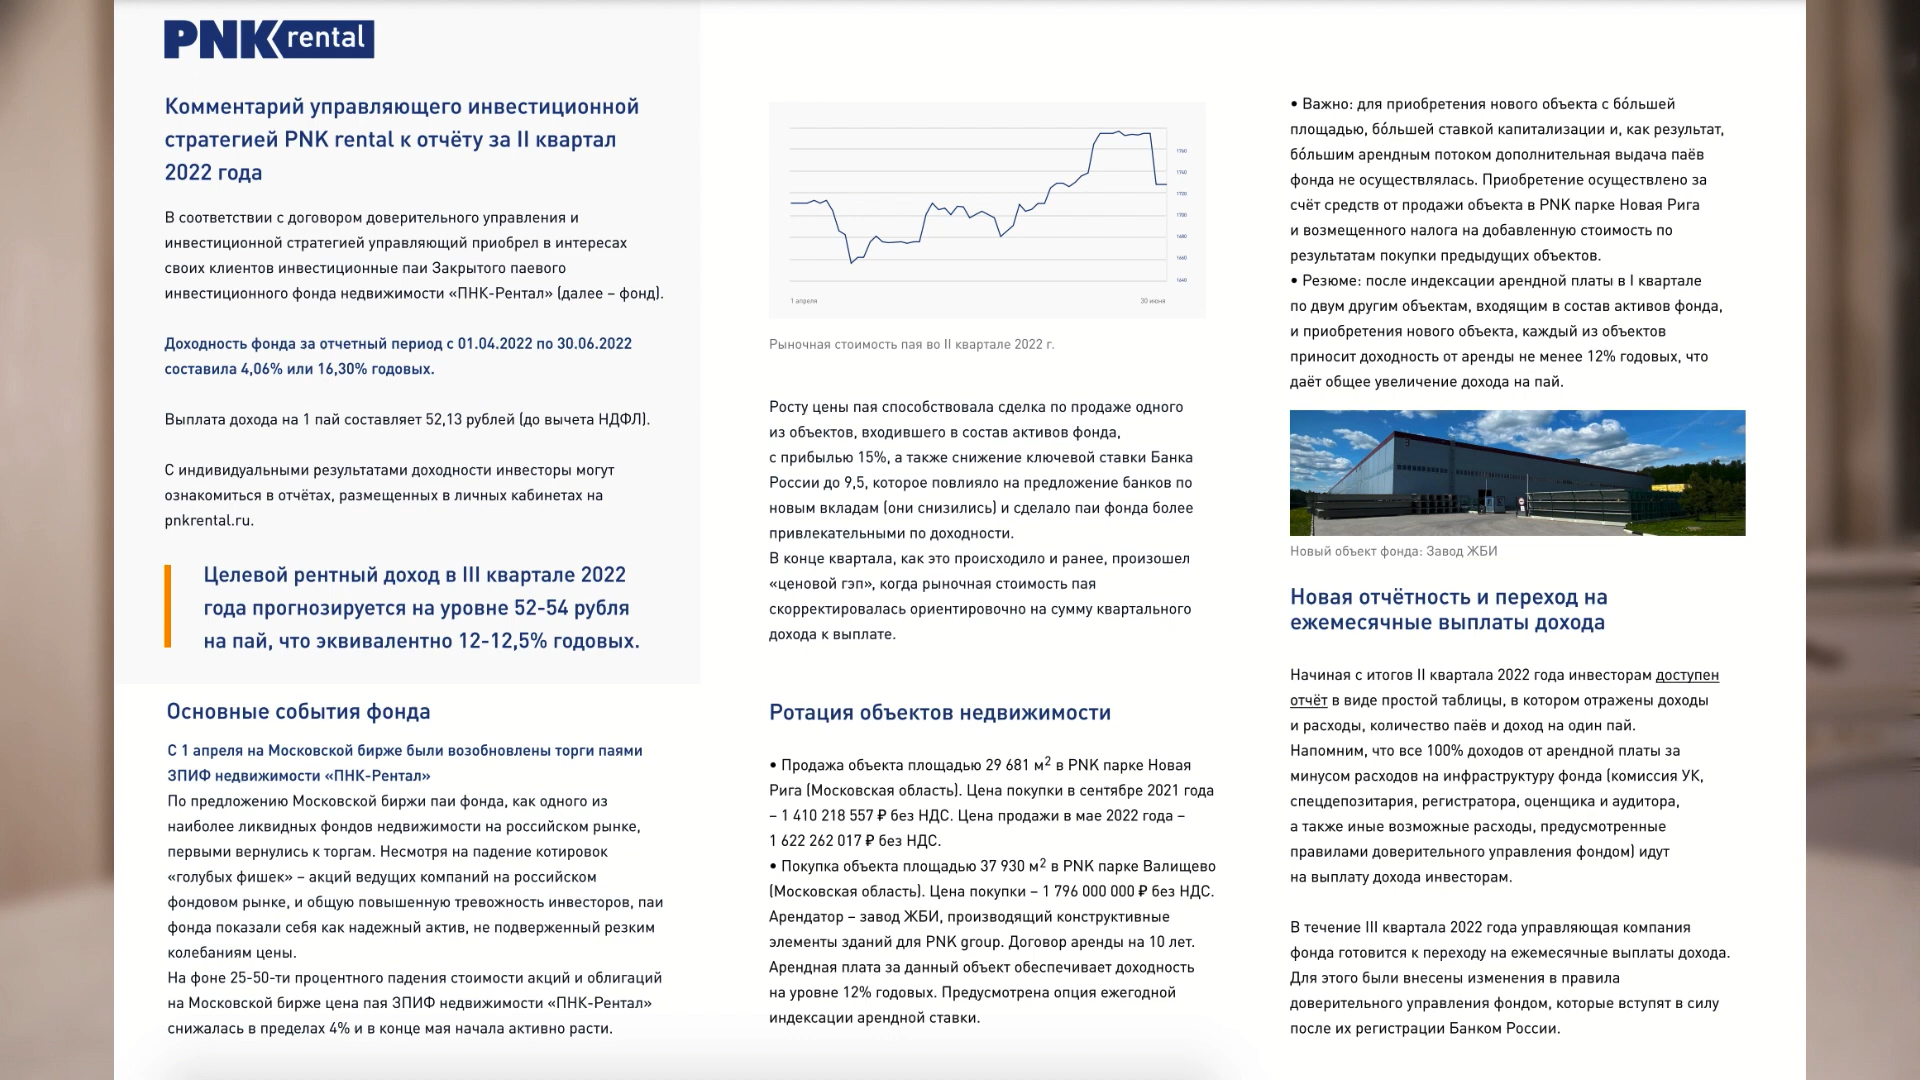 PNK rental
Комментарий управляющего инвестиционной
стратегией PNK rental к отчёту за II квартал
2022 года
В соответствии с договором доверительного управления и
инвестиционной стратегией управляющий приобрел в интересах
своих клиентов инвестиционные паи Закрытого паевого
инвестиционного фонда недвижимости «ПНК-Рентал» (далее – фонд).
Доходность фонда за отчетный период с 01.04.2022 по 30.06.2022
составила 4,06% или 16,30% годовых.
Выплата дохода на 1 пай составляет 52,13 рублей (до вычета НДФЛ).
С индивидуальными результатами доходности инвесторы могут
ознакомиться в отчётах, размещенных в личных кабинетах на
pnkrental.ru.
Целевой рентный доход в III квартале 2022
года прогнозируется на уровне 52-54 рубля
на пай, что эквивалентно 12-12,5% годовых.
Основные события фонда
С 1 апреля на Московской бирже были возобновлены торги паями
ЗПИФ недвижимости «ПНК-Рентал»
По предложению Московской биржи паи фонда, как одного из
наиболее ликвидных фондов недвижимости на российском рынке,
первыми вернулись к торгам. Несмотря на падение котировок
«голубых фишек» – акций ведущих компаний на российском
фондовом рынке, и общую повышенную тревожность инвесторов, паи
фонда показали себя как надежный актив, не подверженный резким
колебаниям цены.
На фоне 25-50-ти процентного падения стоимости акций и облигаций
на Московской бирже цена пая ЗПИФ недвижимости «ПНК-Рентал»
снижалась в пределах 4% и в конце мая начала активно расти.
1760
1740
1720
1700
1680
1660
1640
1 апреля
30 июня
Рыночная стоимость пая во II квартале 2022 г.
Росту цены пая способствовала сделка по продаже одного
из объектов, входившего в состав активов фонда,
с прибылью 15%, а также снижение ключевой ставки Банка
России до 9,5, которое повлияло на предложение банков по
новым вкладам (они снизились) и сделало паи фонда более
привлекательными по доходности.
В конце квартала, как это происходило и ранее, произошел
«ценовой гэп», когда рыночная стоимость пая
скорректировалась ориентировочно на сумму квартального
дохода к выплате.
Ротация объектов недвижимости
• Продажа объекта площадью 29 681 м² в PNK парке Новая
Рига (Московская область). Цена покупки в сентябре 2021 года
– 1 410 218 557 ₽ без НДС. Цена продажи в мае 2022 года –
1 622 262 017 ₽ без НДС.
• Покупка объекта площадью 37 930 м² в PNK парке Валищево
(Московская область). Цена покупки – 1 796 000 000 ₽ без НДС.
Арендатор – завод ЖБИ, производящий конструктивные
элементы зданий для PNK group. Договор аренды на 10 лет.
Арендная плата за данный объект обеспечивает доходность
на уровне 12% годовых. Предусмотрена опция ежегодной
индексации арендной ставки.
• Важно: для приобретения нового объекта с бо́льшей
площадью, бо́льшей ставкой капитализации и, как результат,
бо́льшим арендным потоком дополнительная выдача паёв
фонда не осуществлялась. Приобретение осуществлено за
счёт средств от продажи объекта в PNK парке Новая Рига
и возмещенного налога на добавленную стоимость по
результатам покупки предыдущих объектов.
• Резюме: после индексации арендной платы в I квартале
по двум другим объектам, входящим в состав активов фонда,
и приобретения нового объекта, каждый из объектов
приносит доходность от аренды не менее 12% годовых, что
даёт общее увеличение дохода на пай.
Новый объект фонда: Завод ЖБИ
Новая отчётность и переход на
ежемесячные выплаты дохода
Начиная с итогов II квартала 2022 года инвесторам доступен
отчёт в виде простой таблицы, в котором отражены доходы
и расходы, количество паёв и доход на один пай.
Напомним, что все 100% доходов от арендной платы за
минусом расходов на инфраструктуру фонда (комиссия УК,
спецдепозитария, регистратора, оценщика и аудитора,
а также иные возможные расходы, предусмотренные
правилами доверительного управления фондом) идут
на выплату дохода инвесторам.
В течение III квартала 2022 года управляющая компания
фонда готовится к переходу на ежемесячные выплаты дохода.
Для этого были внесены изменения в правила
доверительного управления фондом, которые вступят в силу
после их регистрации Банком России.